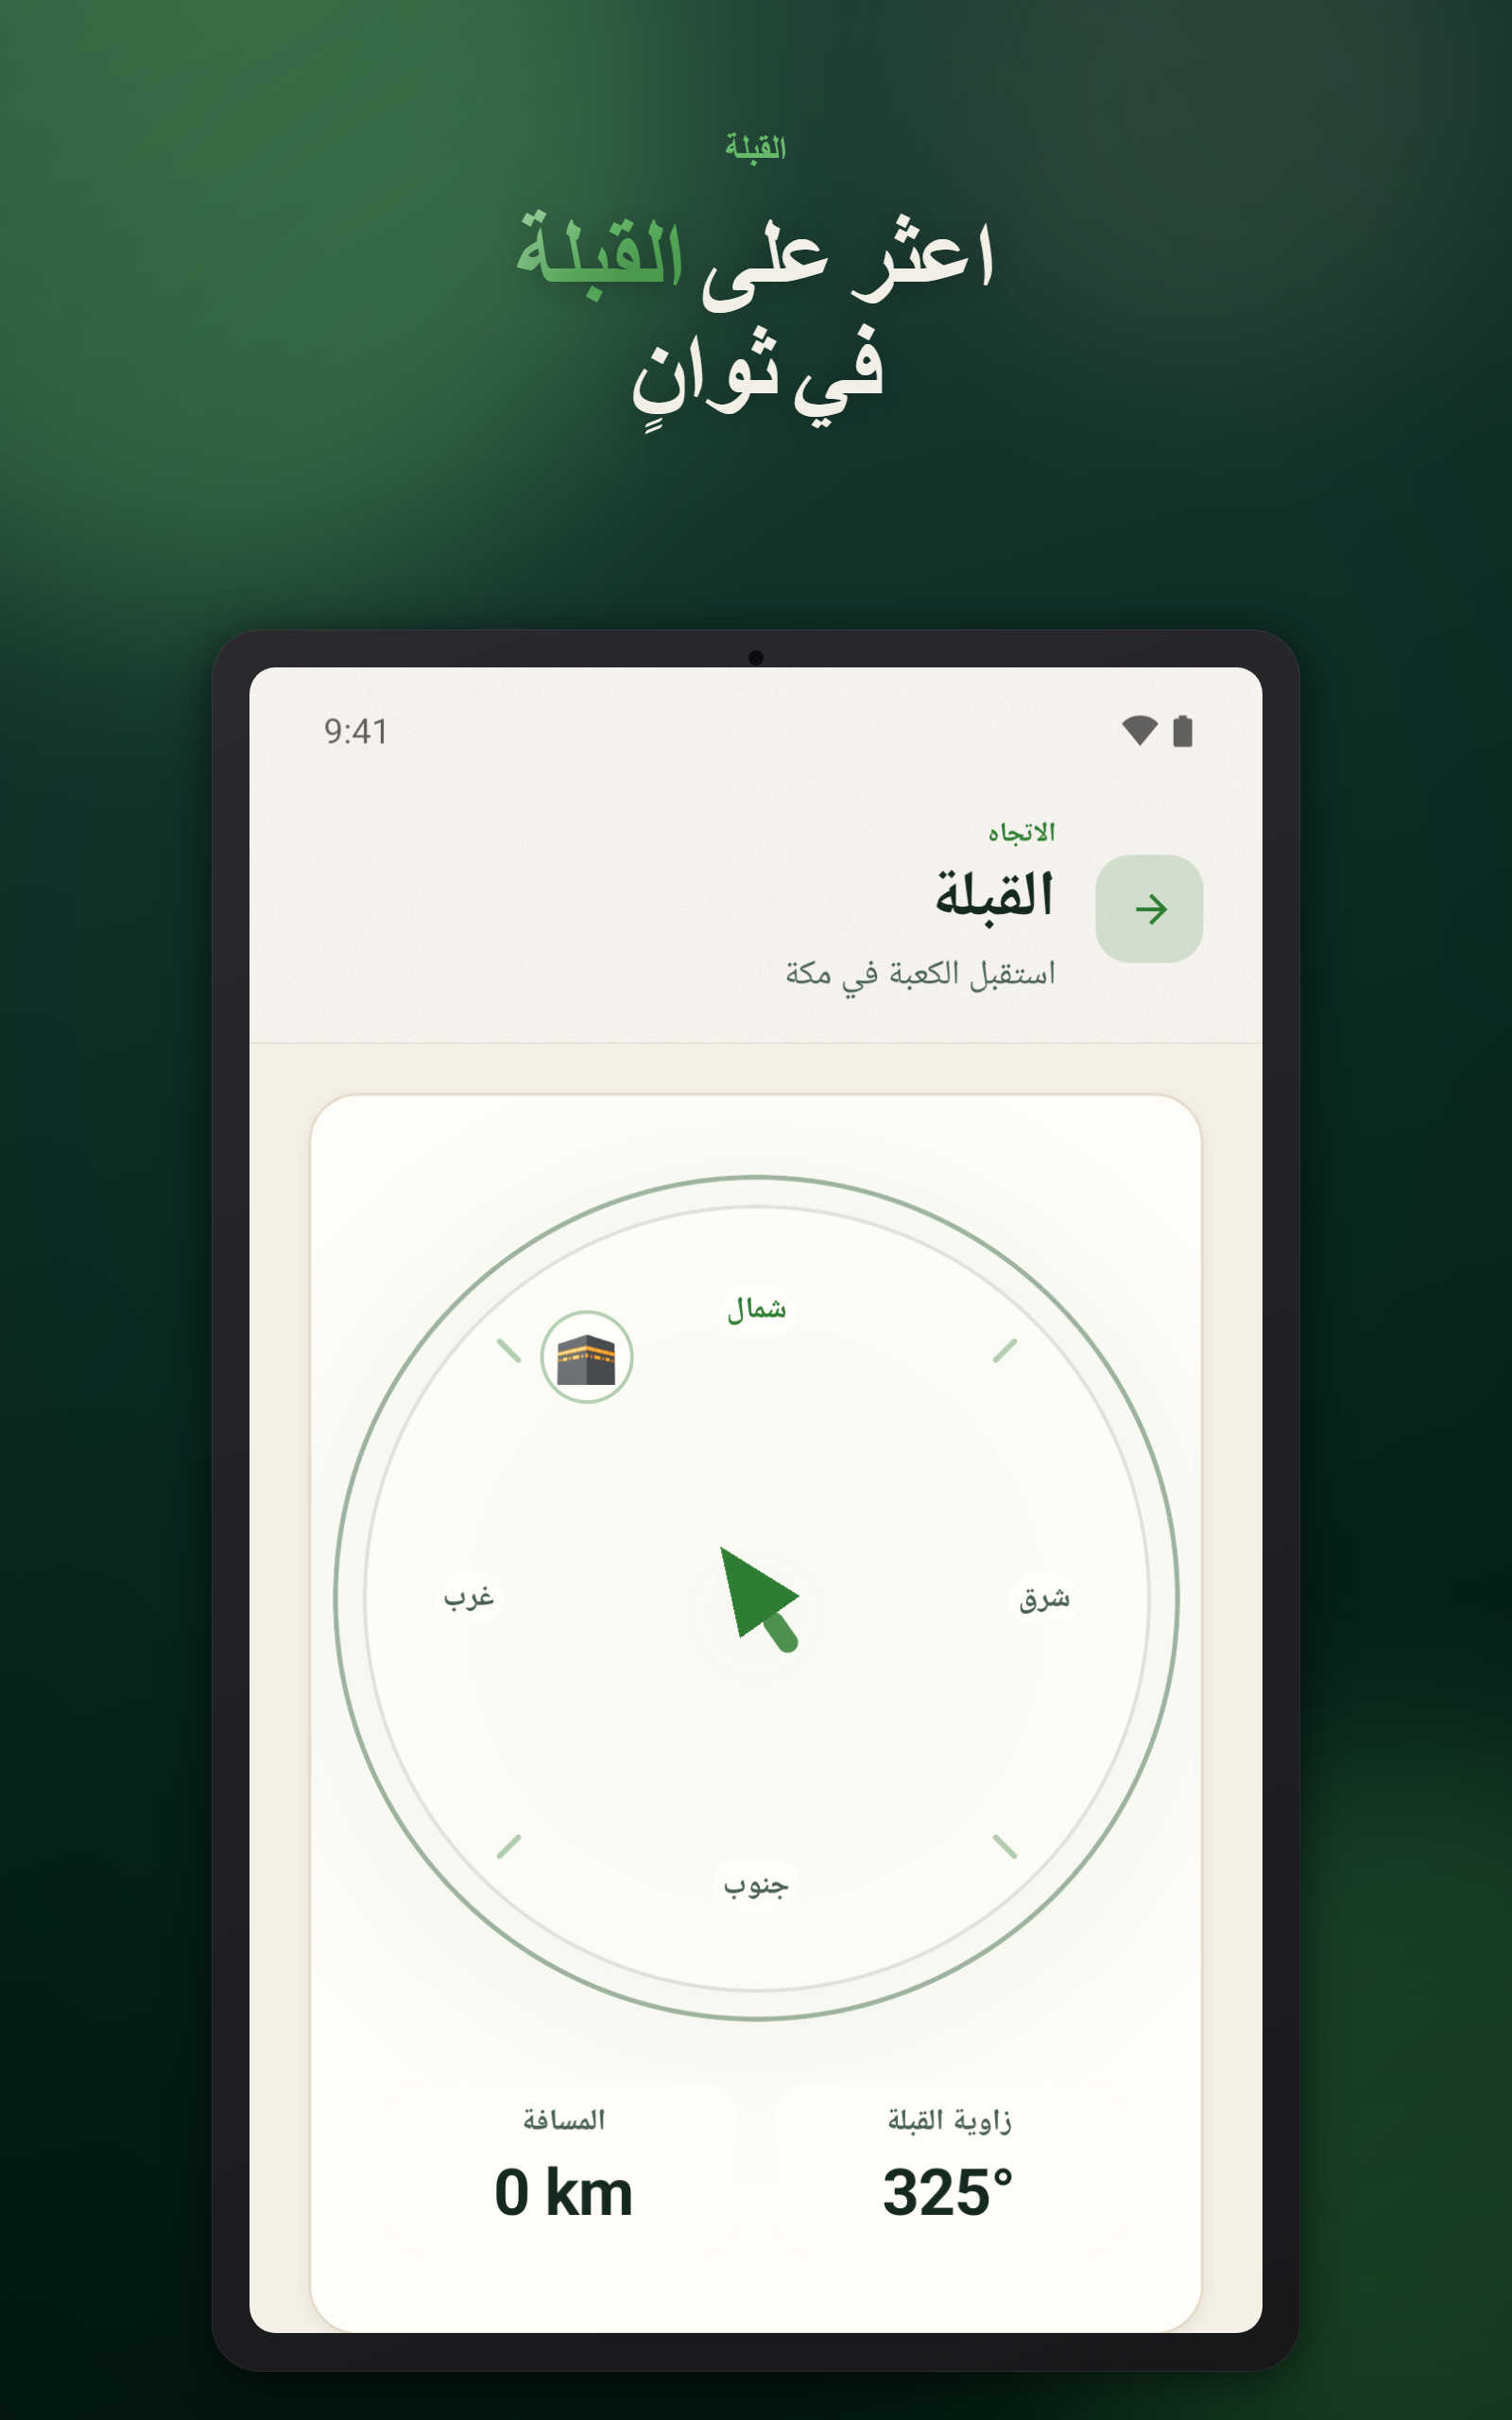 القبلة
اعثر على القبلة
في ثوانٍ
9:41
الاتجاه
القبلة
استقبل الكعبة في مكة
شمال
شرق
غرب
جنوب
زاوية القبلة
325°
المسافة
0 km